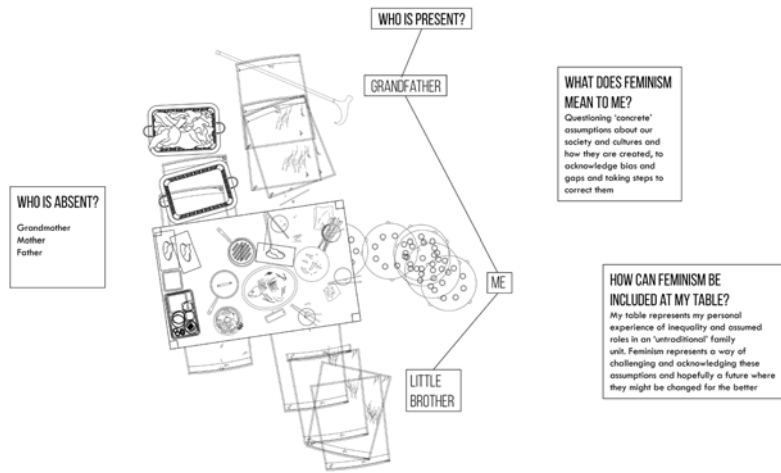 WHO IS PRESENT?
GRANDFATHER
WHAT DOES FEMINISM
MEAN TO ME?
Questioning 'concrete'
assumptions about our
society and cultures and
how they are created, to
acknowledge bias and
gaps and taking steps to
correct them
WHO IS ABSENT?
Grandmother
Mother
Father
ME
HOW CAN FEMINISM BE
INCLUDED AT MY TABLE?
My table represents my personal
experience of inequality and assumed
roles in an 'untraditional' family
unit. Feminism represents a way of
challenging and acknowledging these
assumptions and hopefully a future where
they might be changed for the better
LITTLE
BROTHER